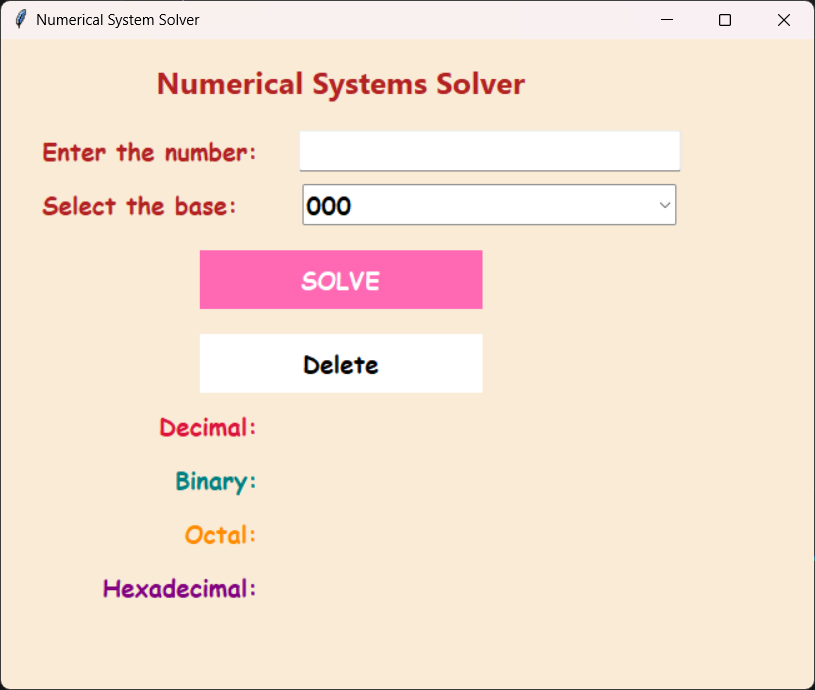 Numerical System Solver
Numerical Systems Solver
Enter the number:
Select the base:
000
SOLVE
Delete
Decimal:
Binary:
Octal:
Hexadecimal: